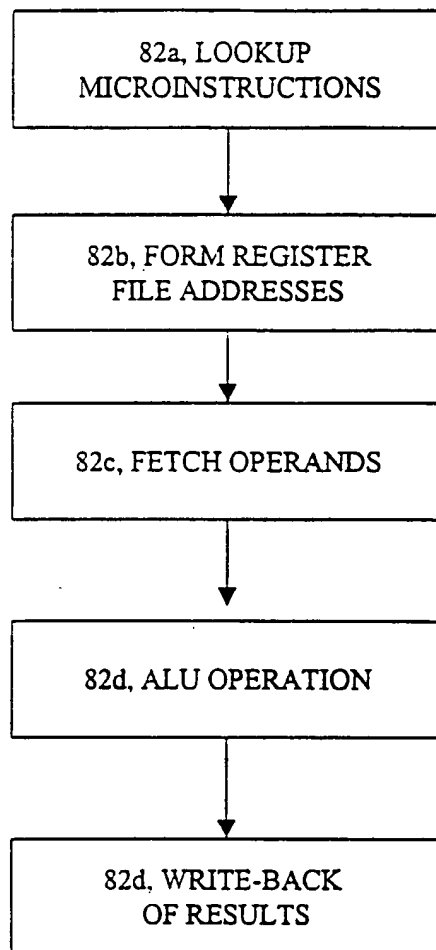 82a, LOOKUP
MICROINSTRUCTIONS
82b, FORM REGISTER
FILE ADDRESSES
82c, FETCH OPERANDS
82d, ALU OPERATION
82d, WRITE-BACK
OF RESULTS